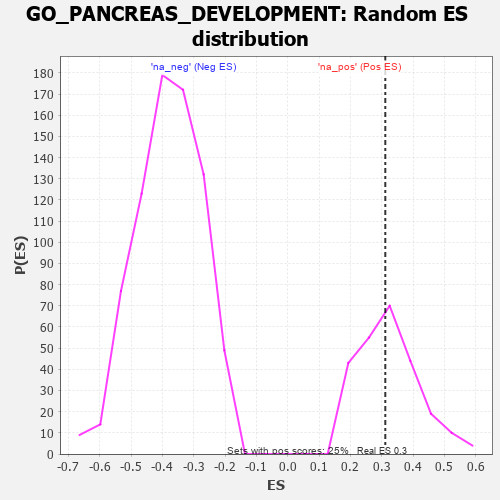 GO_PANCREAS_DEVELOPMENT: Random ES
distribution
'na_neg' (Neg ES)
'na_pos' (Pos ES)
180
170
160
150
140
130
120
110
100
90
80
70
60
50
40
30
20
10
0
P(ES)
Sets with pos scores: 25%
Real ES 0.3
-0.7 -0.6 -0.5 -0.4 -0.3 -0.2 -0.1 0.0 0.1 0.2 0.3 0.4 0.5 0.6
ES